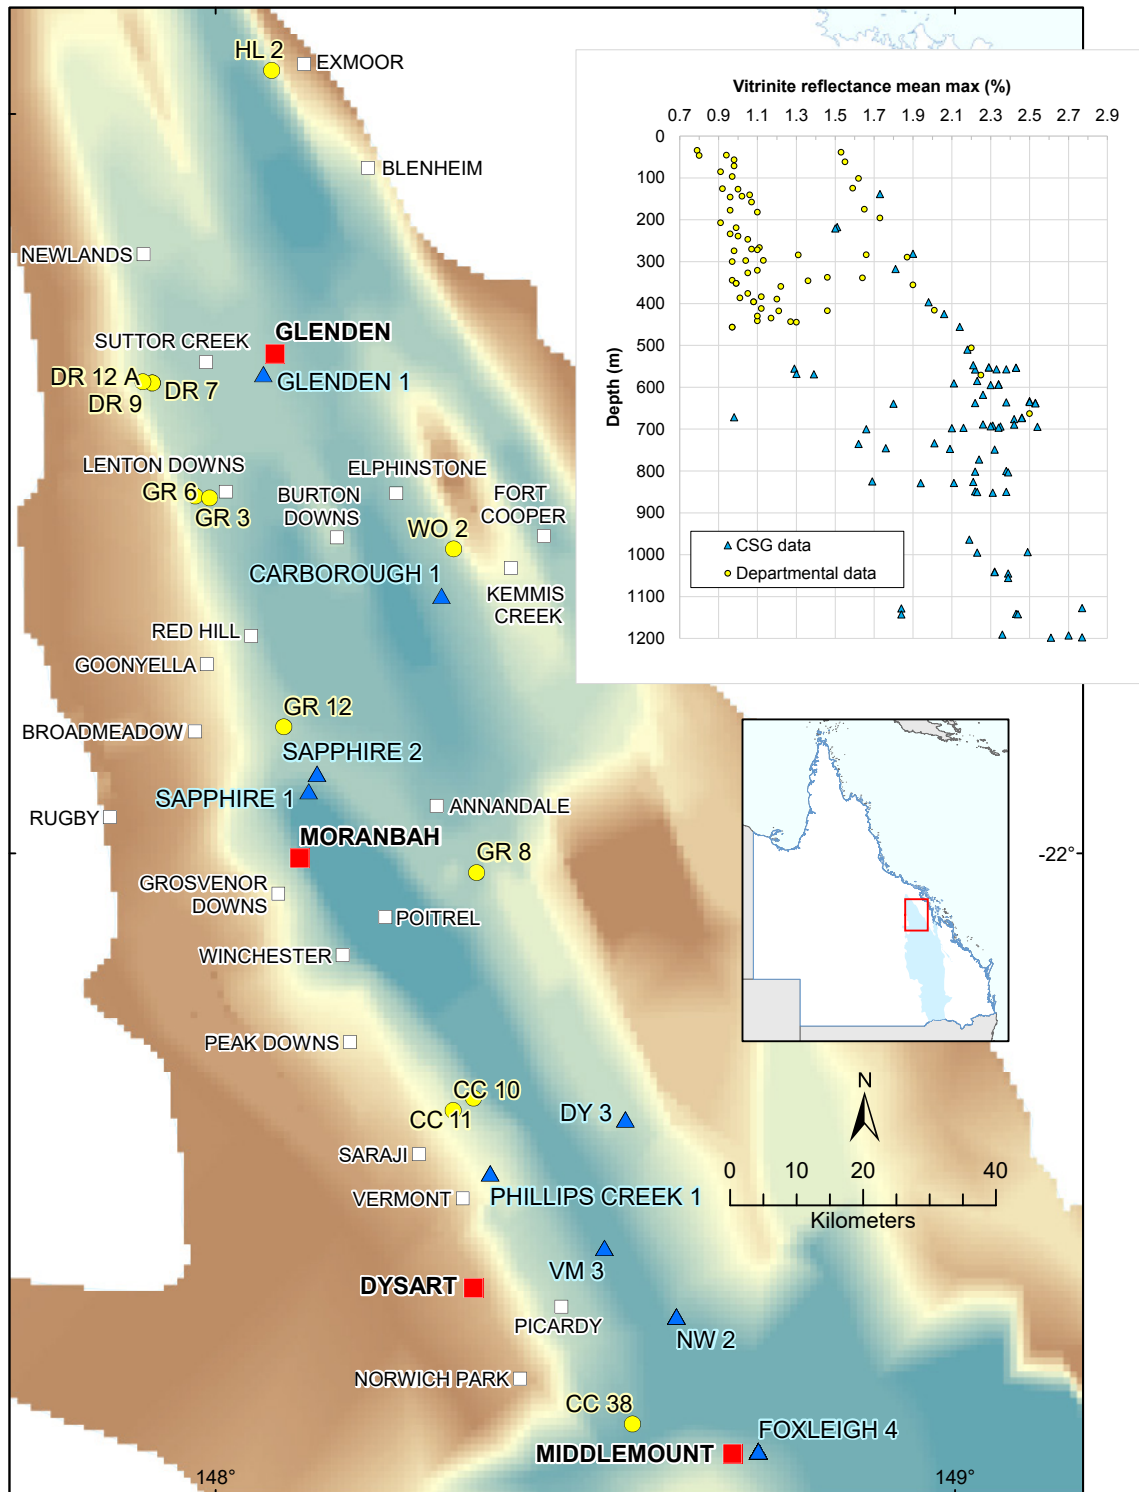 HL 2
EXMOOR
BLENHEIM
NEWLANDS
GLENDEN
SUTTOR CREEK
GLENDEN 1
DR 12 A
DR 7
DR 9
LENTON DOWNS
ELPHINSTONE
GR 6
GR 3
BURTON
DOWNS
FORT
COOPER
WO 2
CARBOROUGH 1
KEMMIS
CREEK
RED HILL
GOONYELLA
GR 12
BROADMEADOW
SAPPHIRE 2
SAPPHIRE 1
ANNANDALE
RUGBY
MORANBAH
GR 8
GROSVENOR
DOWNS
POITREL
WINCHESTER
PEAK DOWNS
CC 10
CC 11
DY 3
SARAJI
VERMONT
PHILLIPS CREEK 1
VM 3
DYSART
PICARDY
NW 2
NORWICH PARK
CC 38
FOXLEIGH 4
MIDDLEMOUNT
148°
149°
-22°
Vitrinite reflectance mean max (%)
0.7 0.9 1.1 1.3 1.5 1.7 1.9 2.1 2.3 2.5 2.7 2.9
0
100
200
300
400
500
600
700
800
900
1000
1100
1200
Depth (m)
CSG data
Departmental data
N
0 10 20 40
Kilometers